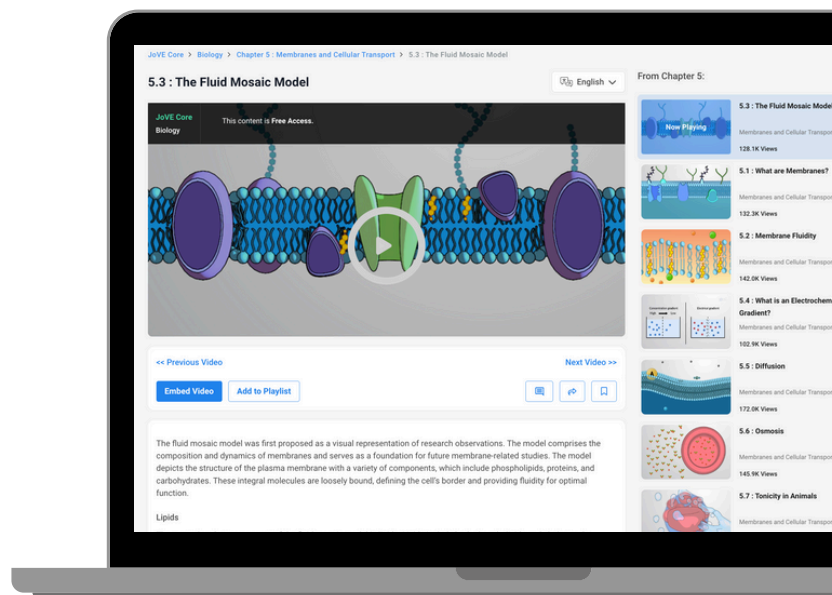 JoVE Core > Biology > Chapter 5 : Membranes and Cellular Transport > 5.3 : The Fluid Mosaic Model
5.3 : The Fluid Mosaic Model
English
JoVE Core
Biology
This content is Free Access.
<< Previous Video
Next Video >>
Embed Video
Add to Playlist
The fluid mosaic model was first proposed as a visual representation of research observations. The model comprises the
composition and dynamics of membranes and serves as a foundation for future membrane-related studies. The model
depicts the structure of the plasma membrane with a variety of components, which include phospholipids, proteins, and
carbohydrates. These integral molecules are loosely bound, defining the cell's border and providing fluidity for optimal
function.
Lipids
From Chapter 5:
Now Playing
5.3 : The Fluid Mosaic Model
Membranes and Cellular Transpor
128.1K Views
5.1 : What are Membranes?
Membranes and Cellular Transpor
132.3K Views
5.2 : Membrane Fluidity
Membranes and Cellular Transpor
142.0K Views
5.4 : What is an Electrochem
Gradient?
Membranes and Cellular Transpor
102.9K Views
5.5 : Diffusion
Membranes and Cellular Transpor
172.0K Views
5.6 : Osmosis
Membranes and Cellular Transpor
145.9K Views
5.7 : Tonicity in Animals
Membranes and Cellular Transpor